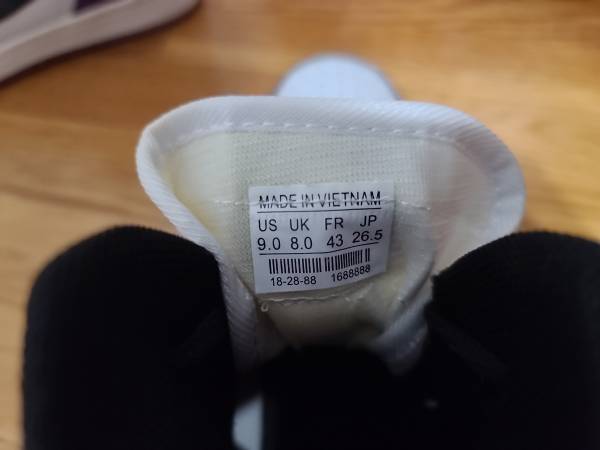 MADE IN VIETNAM
US UK FR JP
9.0 8.0 43 26.5
18-28-88 1688888